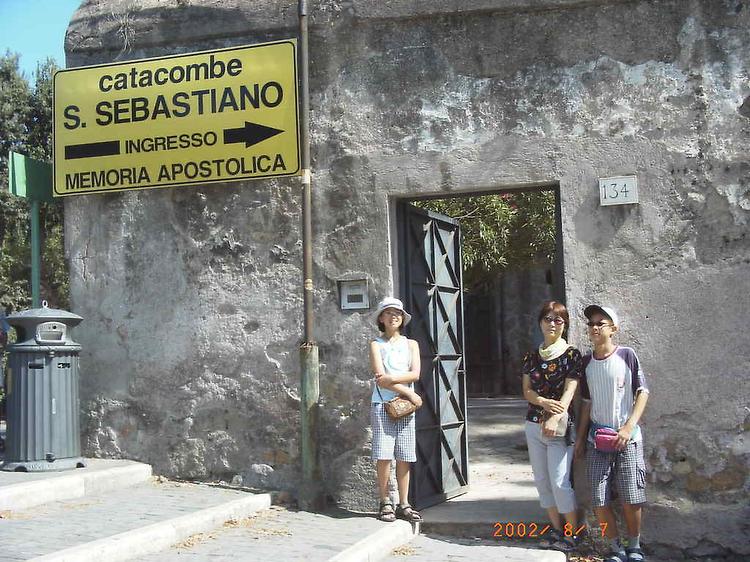 catacombe
S. SEBASTIANO
INGRESSO
MEMORIA APOSTOLICA
134
2002/ 8/ 7